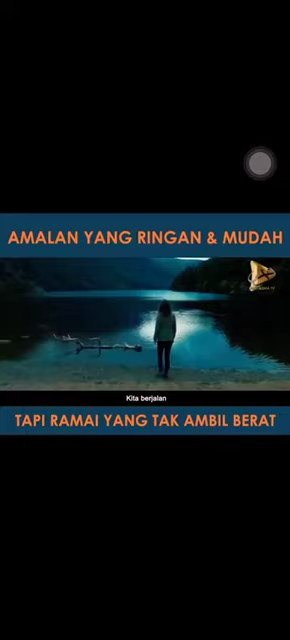 AMALAN YANG RINGAN & MUDAH
Kita berjalan
TAPI RAMAI YANG TAK AMBIL BERAT